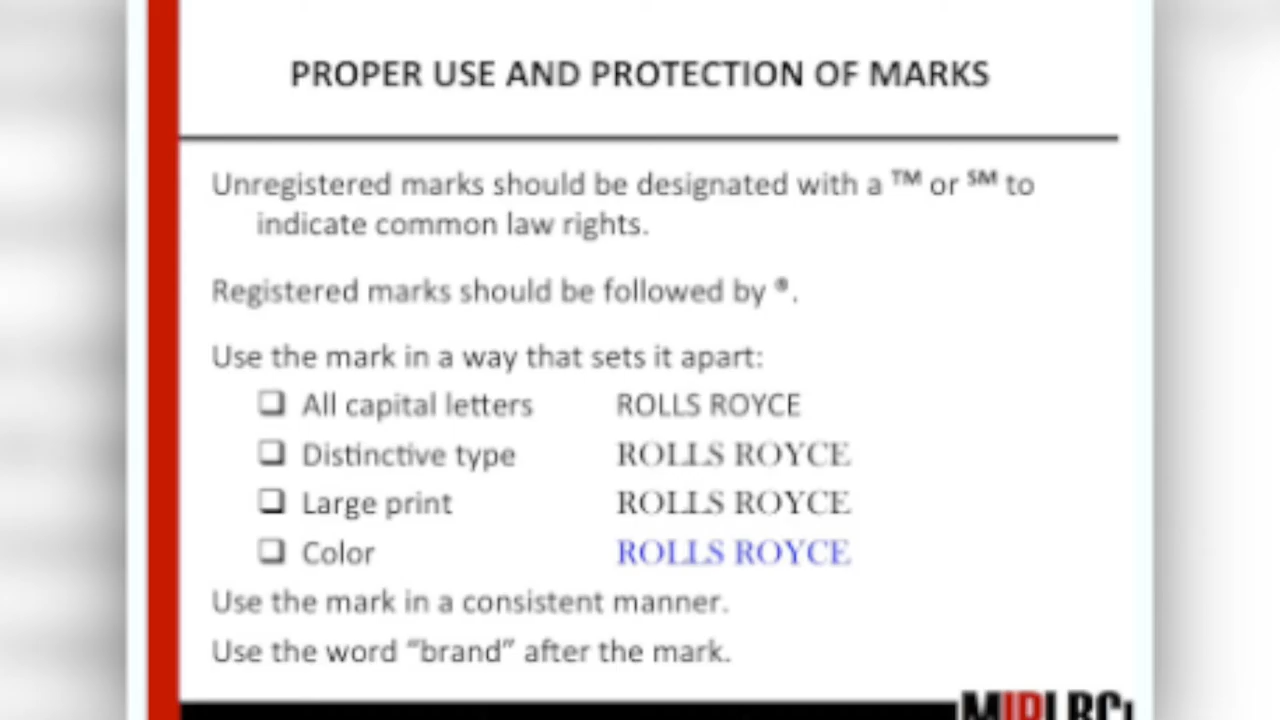 PROPER USE AND PROTECTION OF MARKS
Unregistered marks should be designated with a ™ or ℠ to
indicate common law rights.
Registered marks should be followed by ®.
Use the mark in a way that sets it apart:
❑ All capital letters ROLLS ROYCE
❑ Distinctive type ROLLS ROYCE
❑ Large print ROLLS ROYCE
❑ Color ROLLS ROYCE
Use the mark in a consistent manner.
Use the word “brand” after the mark.